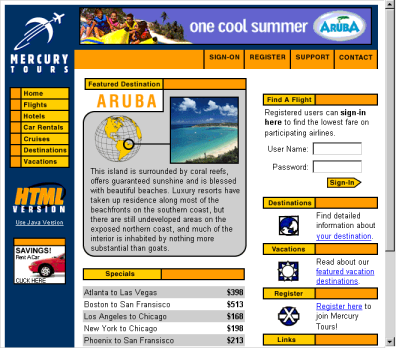 one cool summer ARUBA
MERCURY
TOURS
SIGN-ON REGISTER SUPPORT CONTACT
Home
Flights
Hotels
Car Rentals
Cruises
Destinations
Vacations
HTML
VERSION
Use Java Version
SAVINGS!
Rent A Car
CLICK HERE
Featured Destination
ARUBA
This island is surrounded by coral reefs,
offers guaranteed sunshine and is blessed
with beautiful beaches. Luxury resorts have
taken up residence along most of the
beachfronts on the southern coast, but
there are still undeveloped areas on the
exposed northern coast, and much of the
interior is inhabited by nothing more
substantial than goats.
Specials
Atlanta to Las Vegas $398
Boston to San Fransisco $513
Los Angeles to Chicago $168
New York to Chicago $198
Phoenix to San Fransisco $213
Find A Flight
Registered users can sign-in
here to find the lowest fare on
participating airlines.
User Name:
Password:
Sign-In
Destinations
Find detailed
information about
your destination.
Vacations
Read about our
featured vacation
destinations.
Register
Register here to
join Mercury
Tours!
Links